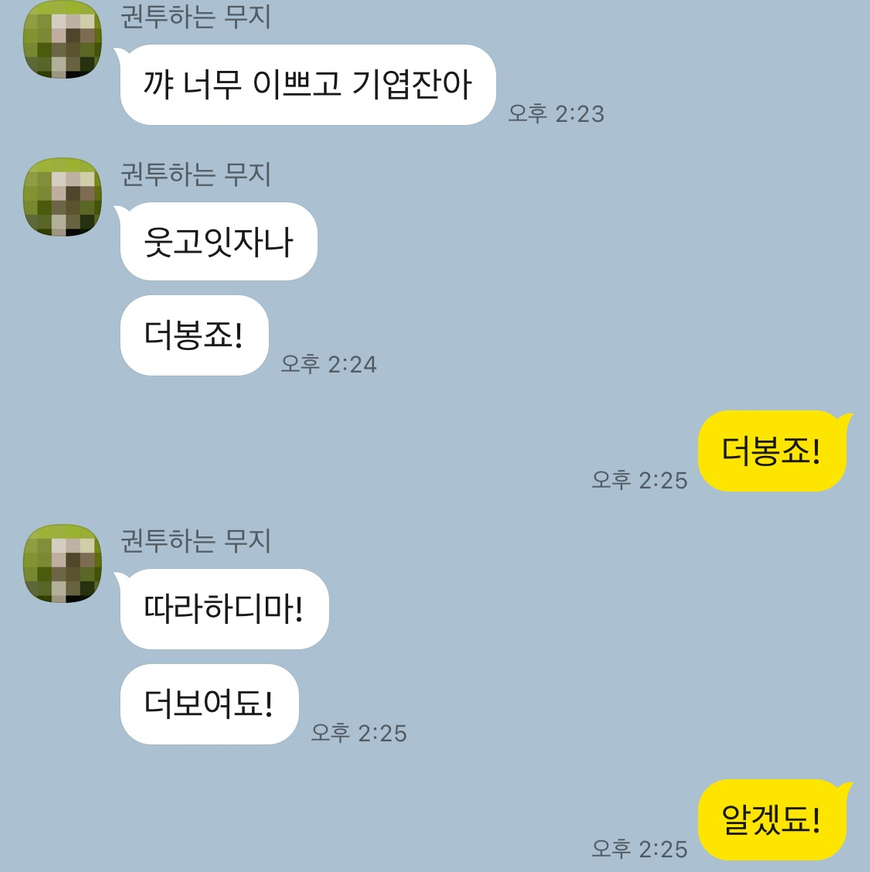 권투하는 무지
꺄 너무 이쁘고 기엽잔아
오후 2:23
권투하는 무지
웃고잇자나
더봉죠!
오후 2:24
더봉죠!
오후 2:25
권투하는 무지
따라하디마!
더보여됴!
오후 2:25
알겠됴!
오후 2:25